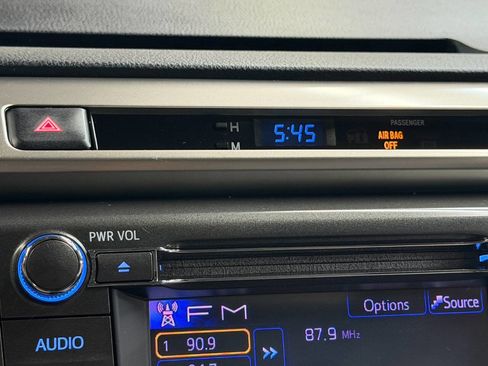 H
5:45
PASSENGER
M
AIR BAG
OFF
PWR VOL
FM
Options
Source
AUDIO
1 90.9
87.9 MHz